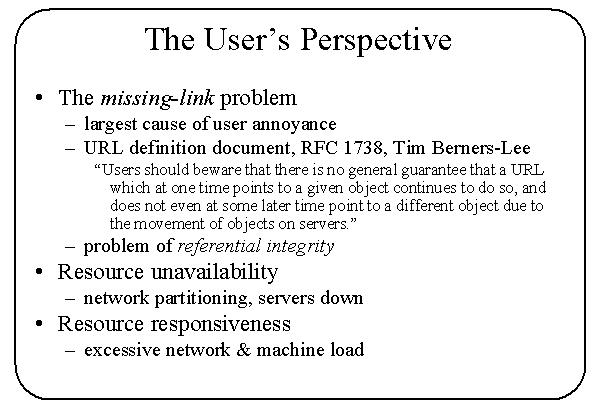 The User's Perspective
• The missing-link problem
– largest cause of user annoyance
– URL definition document, RFC 1738, Tim Berners-Lee
“Users should beware that there is no general guarantee that a URL
which at one time points to a given object continues to do so, and
does not even at some later time point to a different object due to
the movement of objects on servers.”
– problem of referential integrity
• Resource unavailability
– network partitioning, servers down
• Resource responsiveness
– excessive network & machine load